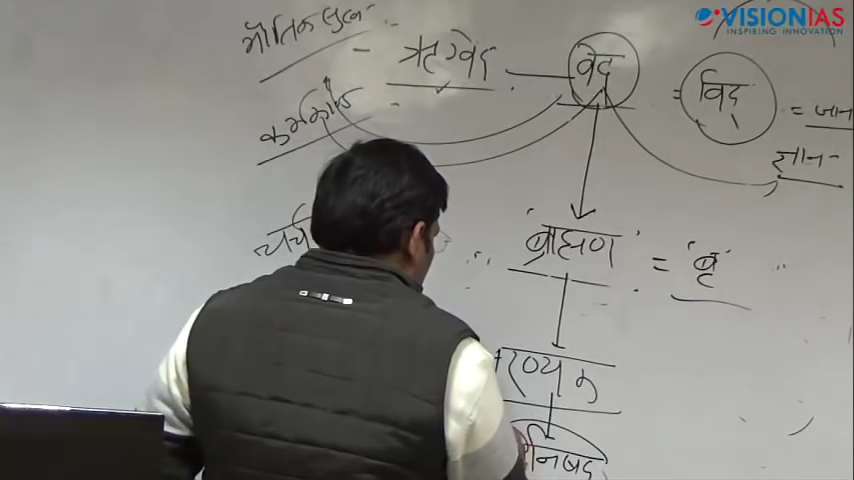 VISIONIAS
INSPIRING INNOVATION
भौतिक सुख
ऋग्वेद वेद = विद् = जान
कर्मकांड
ज्ञान
ब्राह्मण = बृ
रण्यक
निषद